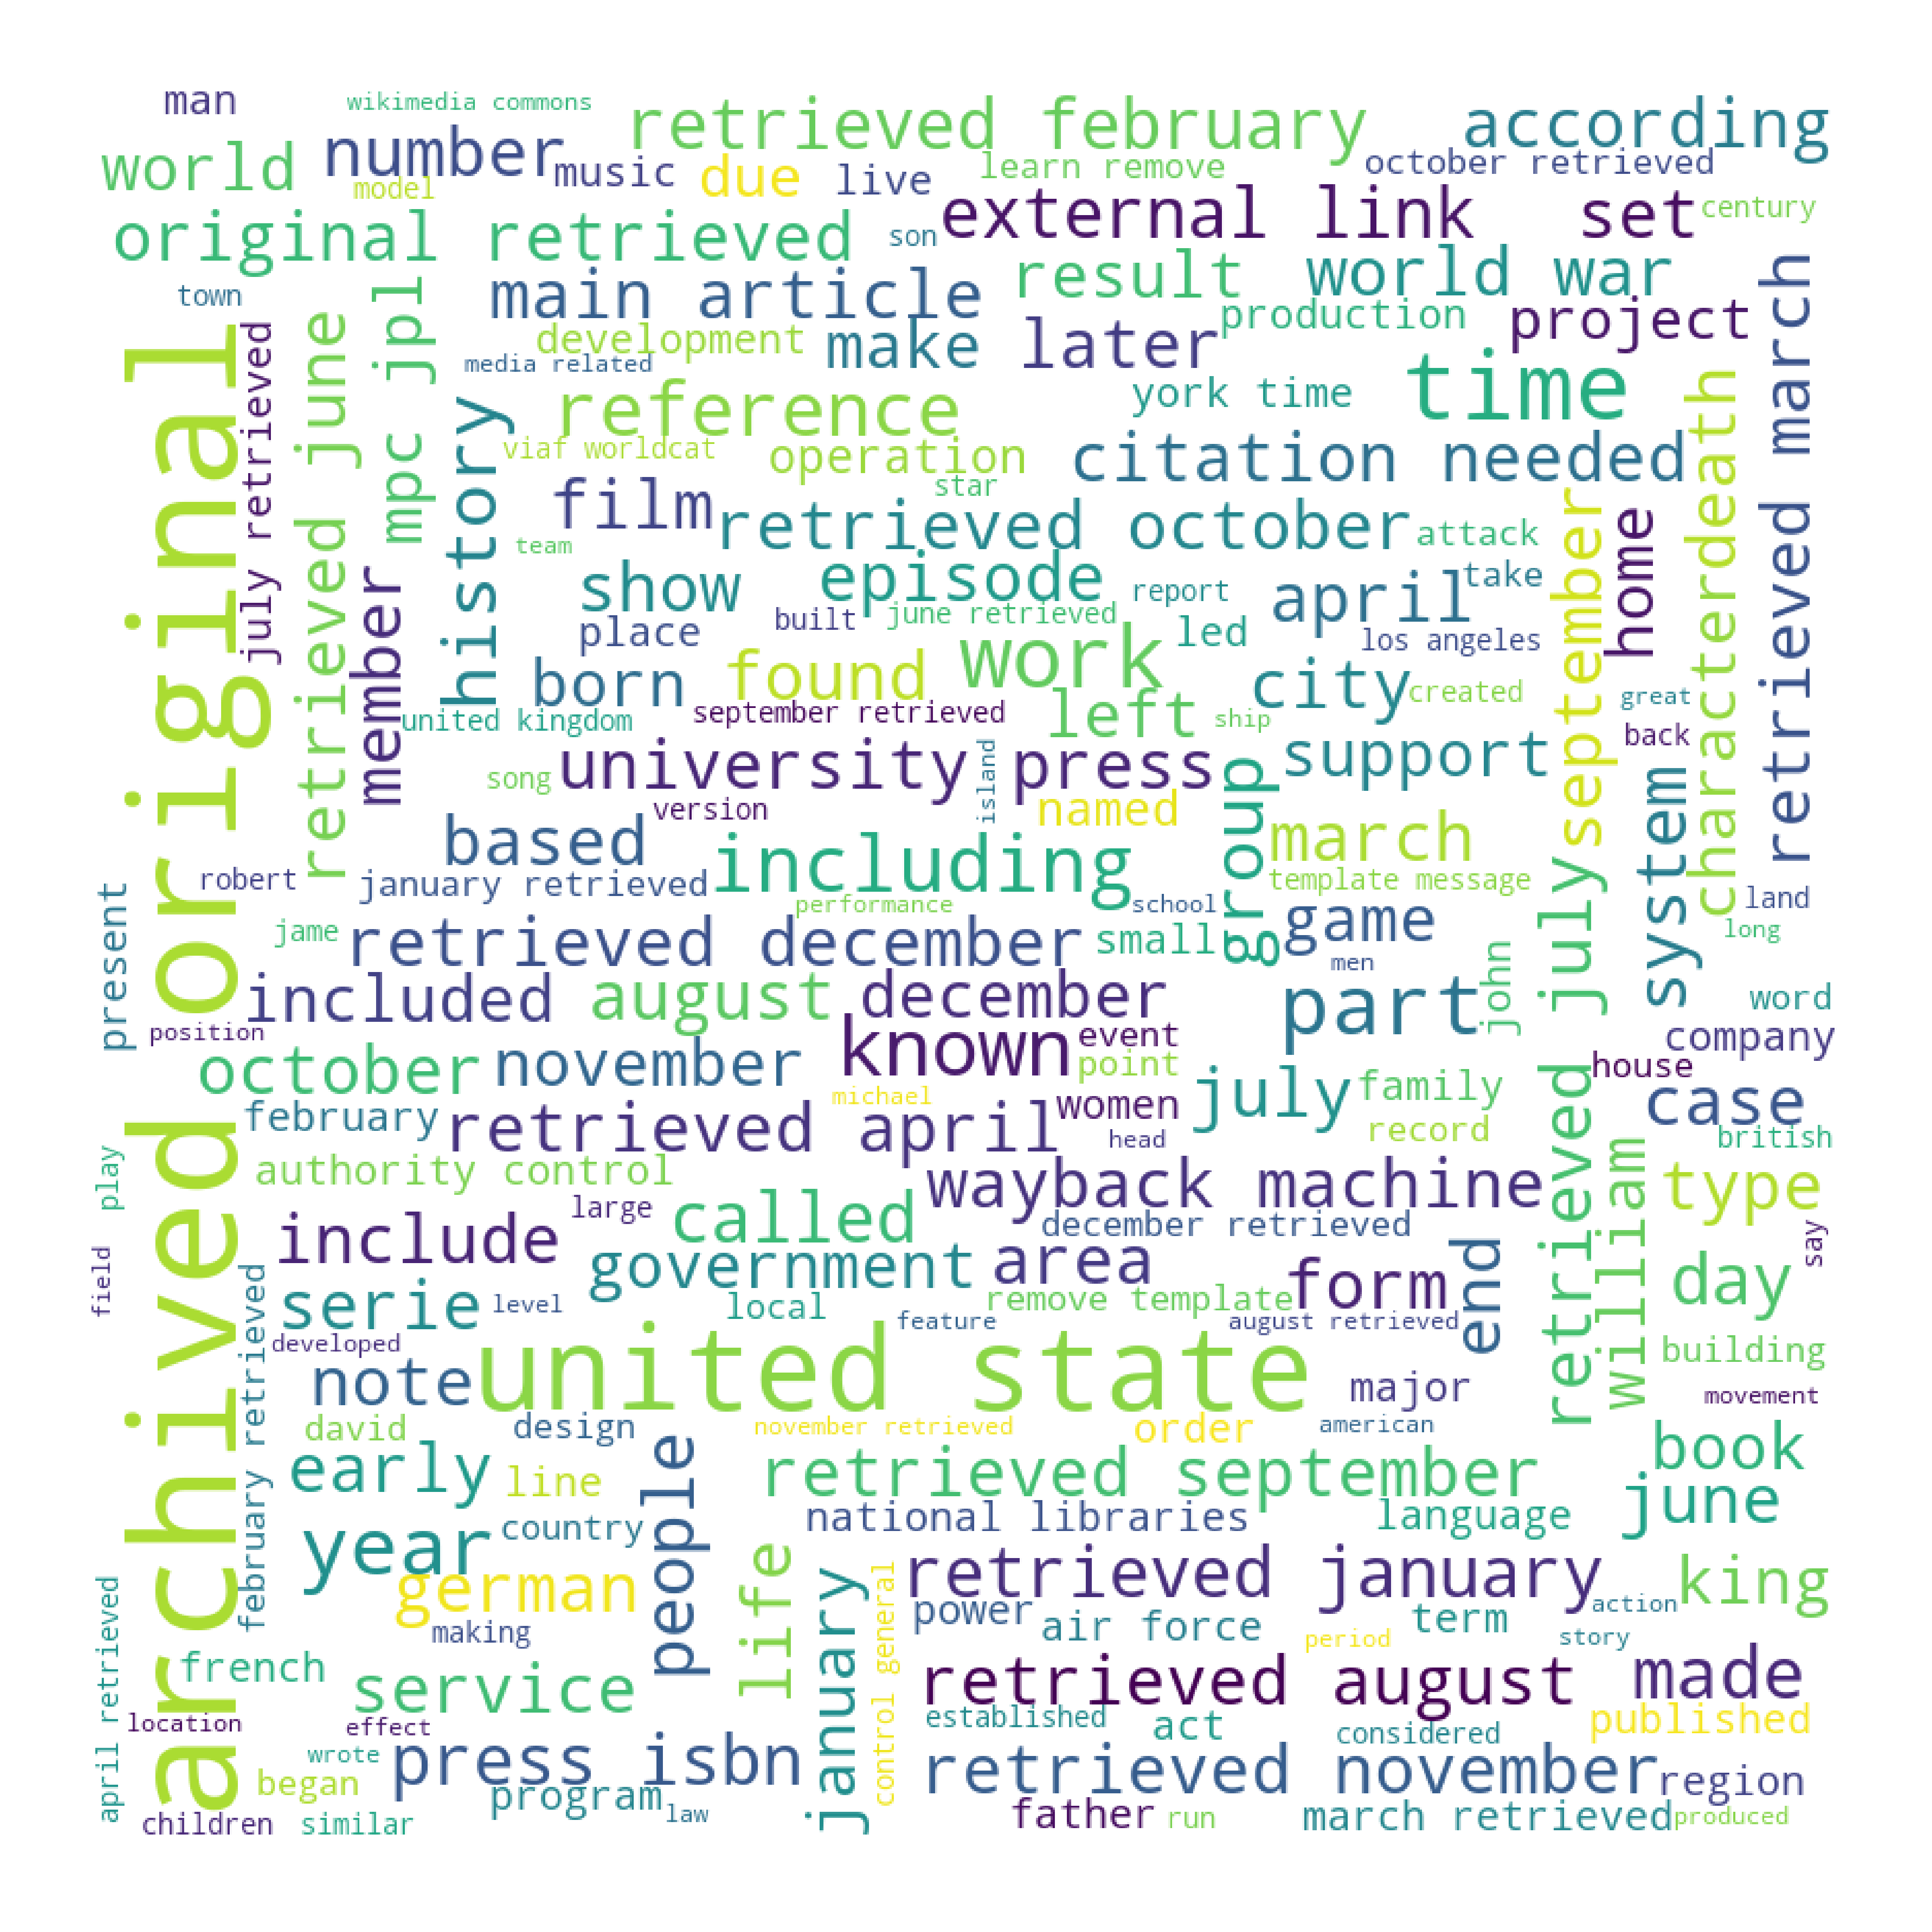 man
wikimedia commons
retrieved february
according
world
number
music
due
live
learn remove
october retrieved
model
external link
set
century
original retrieved
son
result
world war
town
main article
production
project
development
make
later
media related
york time
time
reference
viaf worldcat
operation
citation needed
star
film
retrieved october
attack
team
show
episode
report
april
take
built
june retrieved
place
led
los angeles
work
born
found
city
created
great
united kingdom
september retrieved
left
ship
back
university press
support
song
version
named
island
based
including
group
march
robert
january retrieved
template message
performance
school
land
game
jame
retrieved december
small
long
men
included
august
december
part
john
word
position
known
event
company
october
november
point
house
michael
july
family
case
february
retrieved april
women
head
record
british
authority control
wayback machine
type
large
called
december retrieved
include
government
area
form
end
day
say
serie
level
local
remove template
feature
august retrieved
developed
united state
note
major
building
movement
david
design
november retrieved
order
american
early
line
retrieved september
book
national libraries
language
june
year
country
people
german
life
january
retrieved january
king
power
air force
term
action
making
period
story
french
service
retrieved august
made
location
effect
established
act
considered
published
wrote
press isbn
retrieved november
region
began
program
children
similar
law
father
run
march retrieved
produced
archived original
july retrieved
retrieved june
mpc jpl
history
member
september
home
characterdeath
retrieved march
system
retrieved july
william
present
play
field
february retrieved
april retrieved
control general